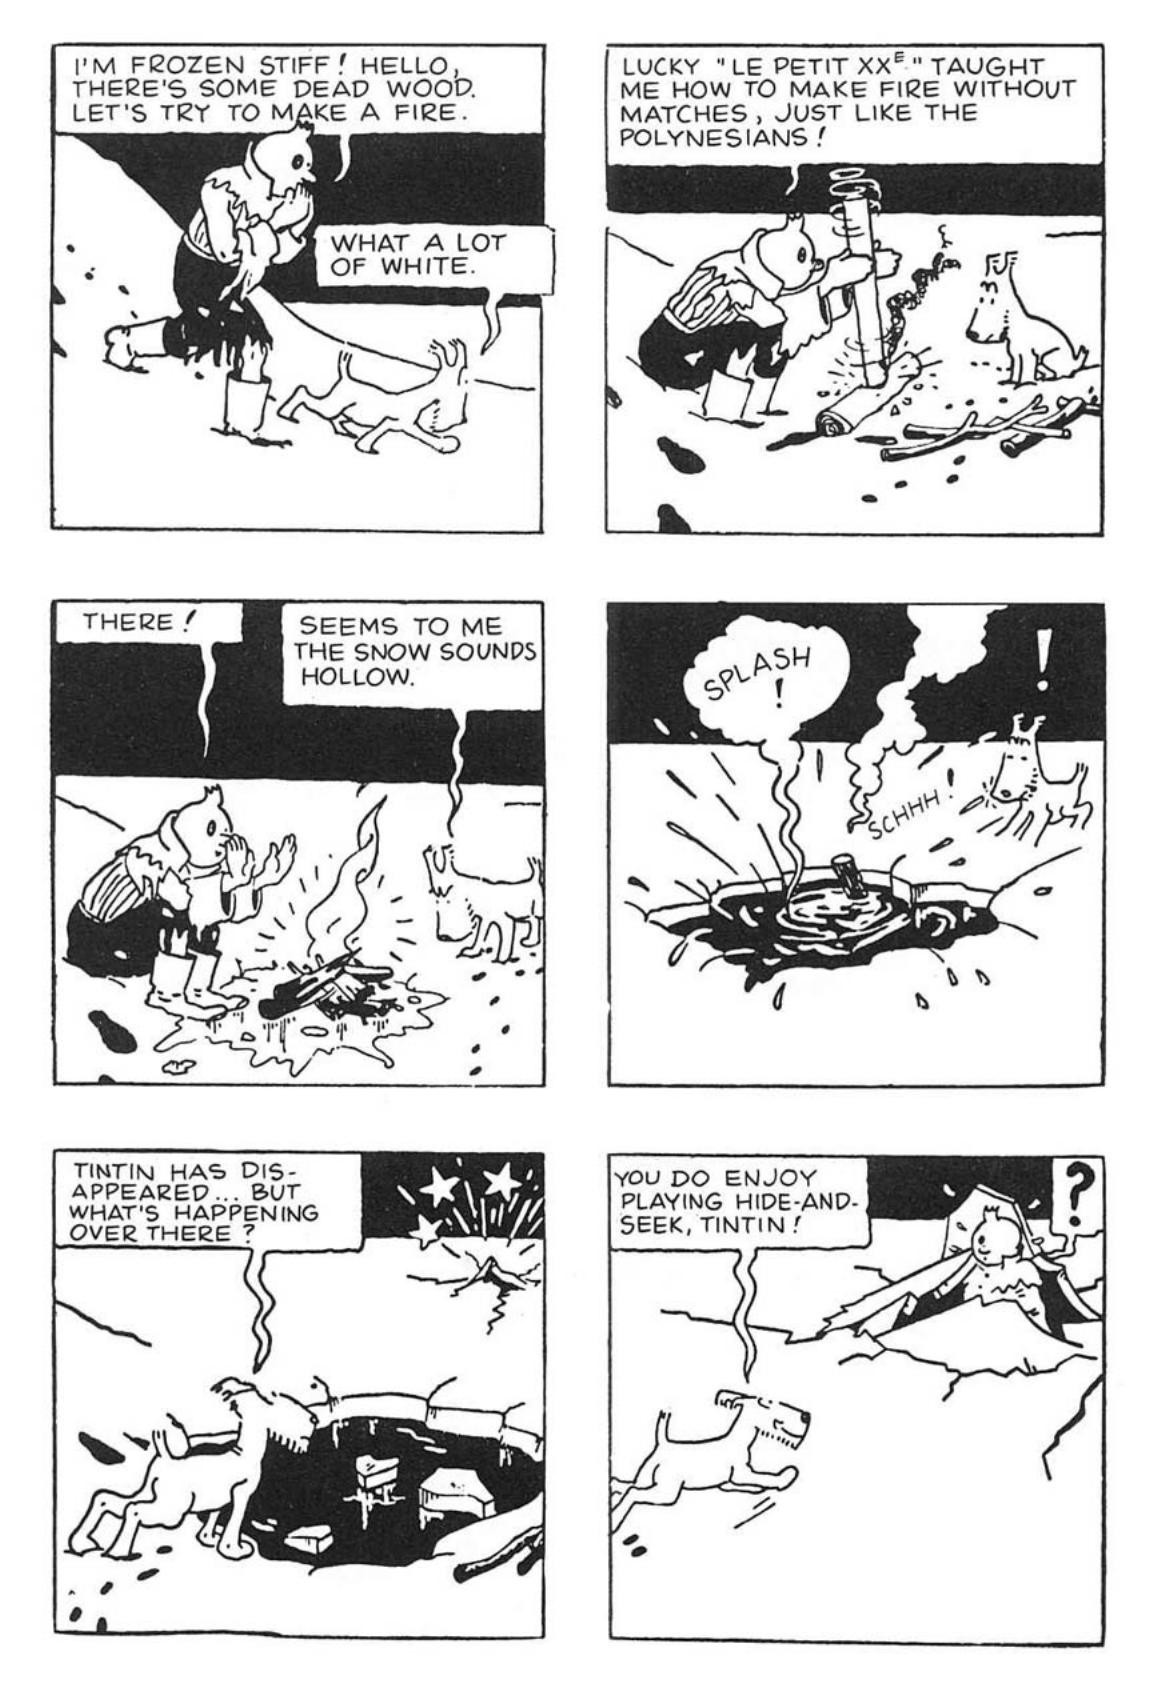 I'M FROZEN STIFF! HELLO,
THERE'S SOME DEAD WOOD.
LET'S TRY TO MAKE A FIRE.
WHAT A LOT
OF WHITE.
LUCKY "LE PETIT XXE." TAUGHT
ME HOW TO MAKE FIRE WITHOUT
MATCHES, JUST LIKE THE
POLYNESIANS!
THERE!
SEEMS TO ME
THE SNOW SOUNDS
HOLLOW.
SPLASH
!
!
SCHHH!
TINTIN HAS DIS-
APPEARED... BUT
WHAT'S HAPPENING
OVER THERE?
YOU DO ENJOY
PLAYING HIDE-AND-
SEEK, TINTIN!
?